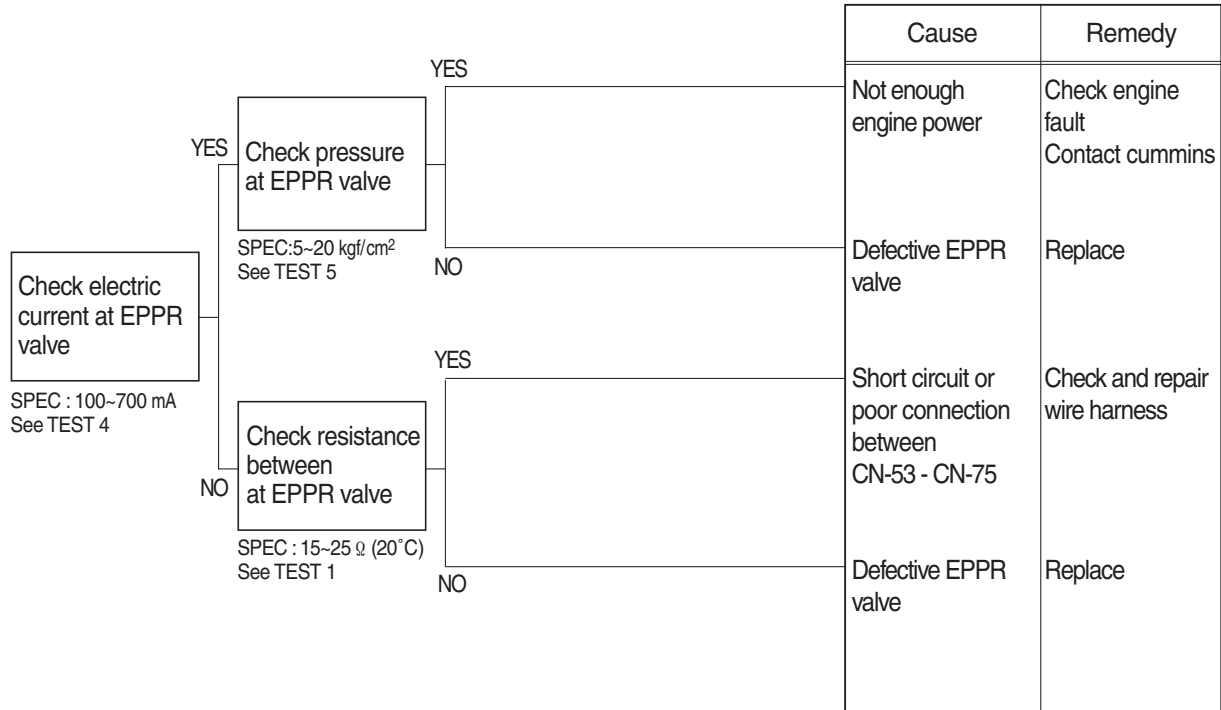 Cause
Remedy
YES
Not enough
engine power
Check engine
fault
Contact cummins
YES
Check pressure
at EPPR valve
SPEC:5~20 kgf/cm²
See TEST 5
NO
Defective EPPR
valve
Replace
Check electric
current at EPPR
valve
SPEC : 100~700 mA
See TEST 4
YES
Short circuit or
poor connection
between
CN-53 - CN-75
Check and repair
wire harness
NO
Check resistance
between
at EPPR valve
SPEC : 15~25 Ω (20˚C)
See TEST 1
NO
Defective EPPR
valve
Replace